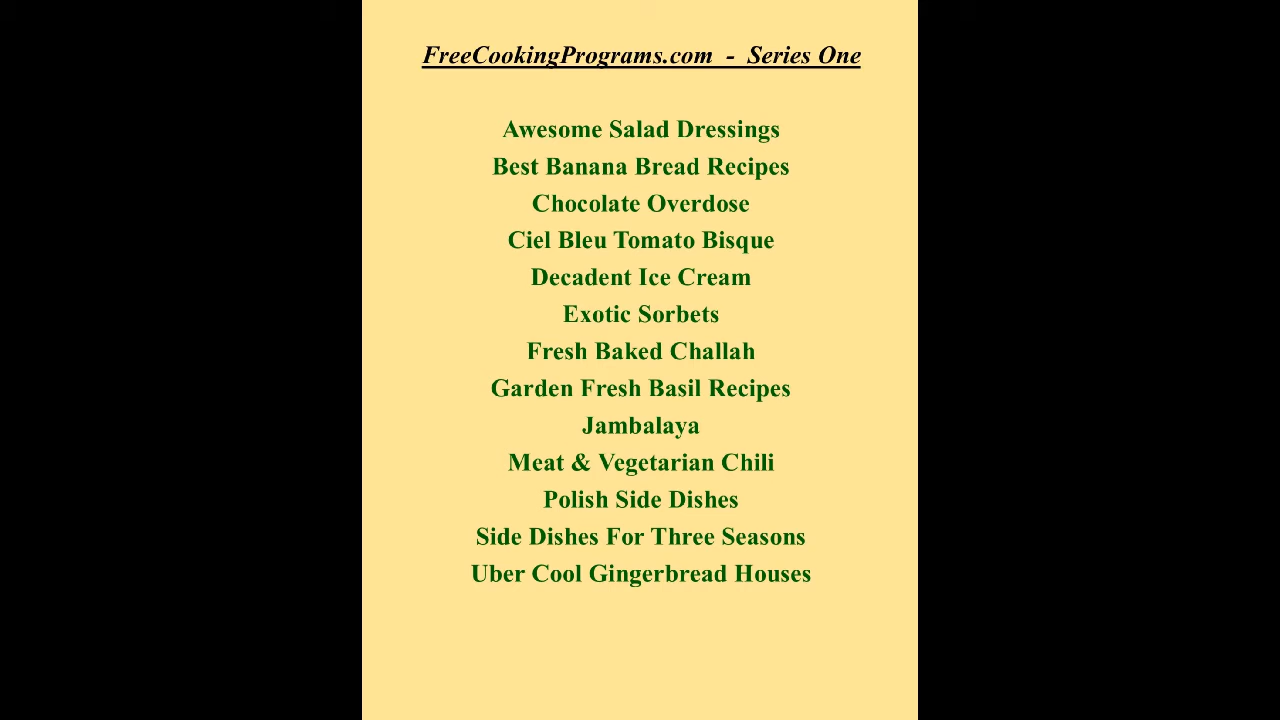 FreeCookingPrograms.com - Series One
Awesome Salad Dressings
Best Banana Bread Recipes
Chocolate Overdose
Ciel Bleu Tomato Bisque
Decadent Ice Cream
Exotic Sorbets
Fresh Baked Challah
Garden Fresh Basil Recipes
Jambalaya
Meat & Vegetarian Chili
Polish Side Dishes
Side Dishes For Three Seasons
Uber Cool Gingerbread Houses